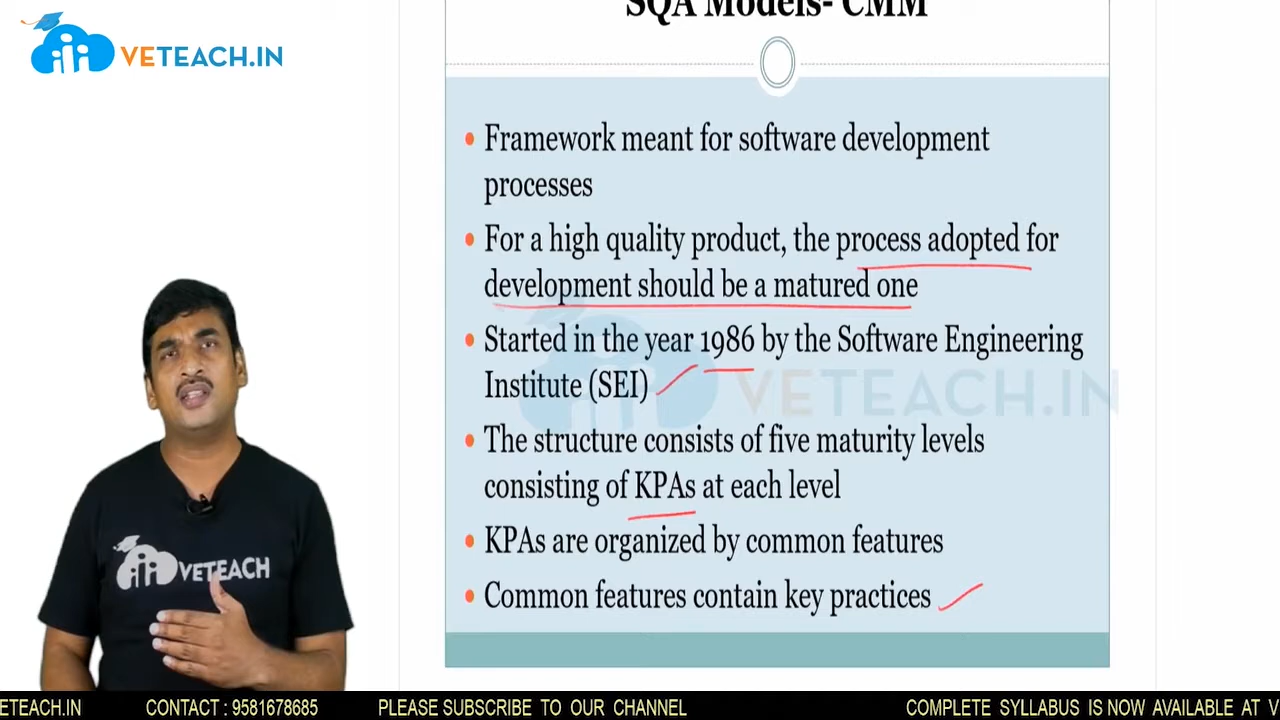 SQA Models- CMM
VETEACH.IN
Framework meant for software development
processes
For a high quality product, the process adopted for
development should be a matured one
Started in the year 1986 by the Software Engineering
Institute (SEI)
VETEACH.IN
The structure consists of five maturity levels
consisting of KPAs at each level
KPAs are organized by common features
Common features contain key practices
VETEACH
ETEACH.IN CONTACT : 9581678685 PLEASE SUBSCRIBE TO OUR CHANNEL COMPLETE SYLLABUS IS NOW AVAILABLE AT V